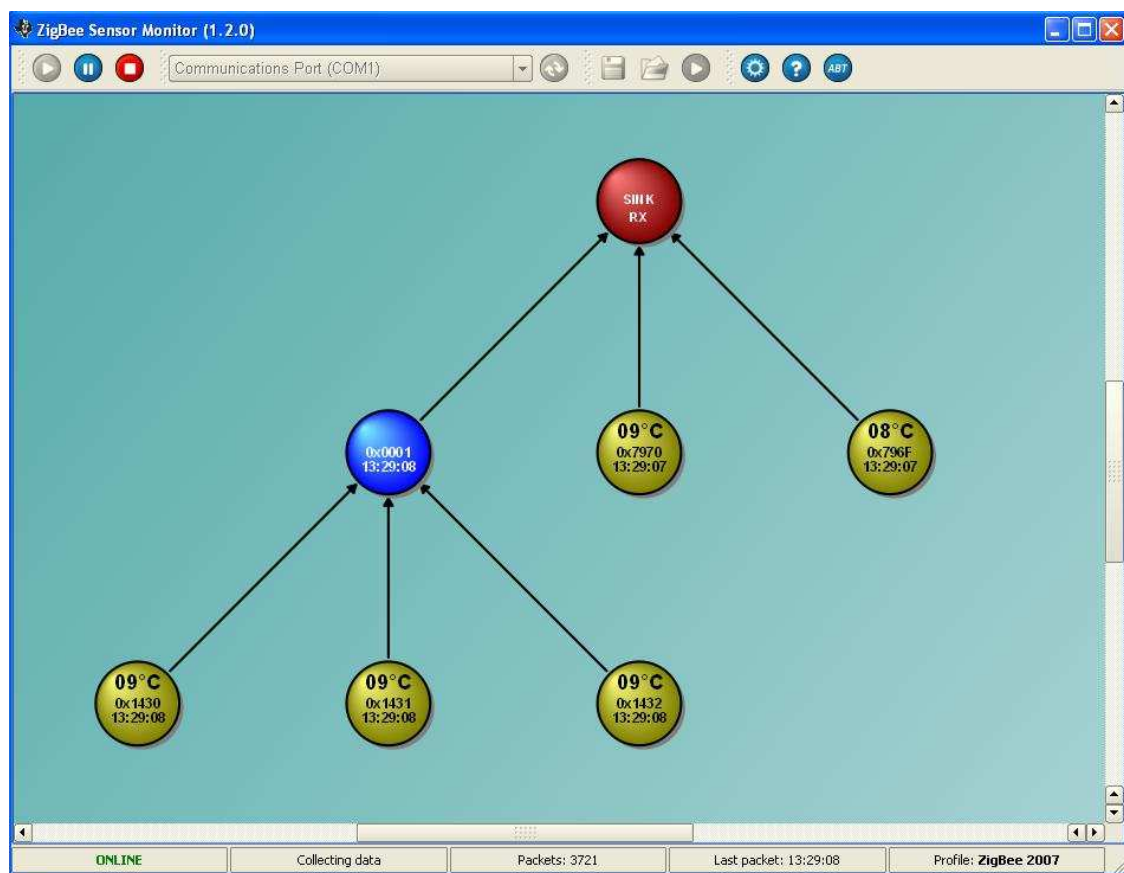 ZigBee Sensor Monitor (1.2.0)
Communications Port (COM1)
?
ABT
SINK
RX
0x0001
13:29:08
09°C
0x7970
13:29:07
08°C
0x796F
13:29:07
09°C
0x1430
13:29:08
09°C
0x1431
13:29:08
09°C
0x1432
13:29:08
ONLINE
Collecting data
Packets: 3721
Last packet: 13:29:08
Profile: ZigBee 2007